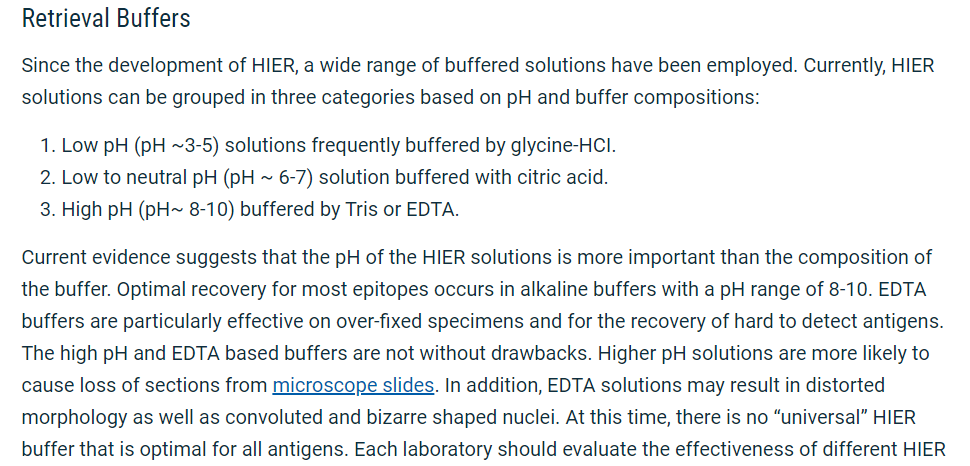 Retrieval Buffers
Since the development of HIER, a wide range of buffered solutions have been employed. Currently, HIER
solutions can be grouped in three categories based on pH and buffer compositions:
1. Low pH (pH ~3-5) solutions frequently buffered by glycine-HCl.
2. Low to neutral pH (pH ~ 6-7) solution buffered with citric acid.
3. High pH (pH~ 8-10) buffered by Tris or EDTA.
Current evidence suggests that the pH of the HIER solutions is more important than the composition of
the buffer. Optimal recovery for most epitopes occurs in alkaline buffers with a pH range of 8-10. EDTA
buffers are particularly effective on over-fixed specimens and for the recovery of hard to detect antigens.
The high pH and EDTA based buffers are not without drawbacks. Higher pH solutions are more likely to
cause loss of sections from microscope slides. In addition, EDTA solutions may result in distorted
morphology as well as convoluted and bizarre shaped nuclei. At this time, there is no “universal” HIER
buffer that is optimal for all antigens. Each laboratory should evaluate the effectiveness of different HIER